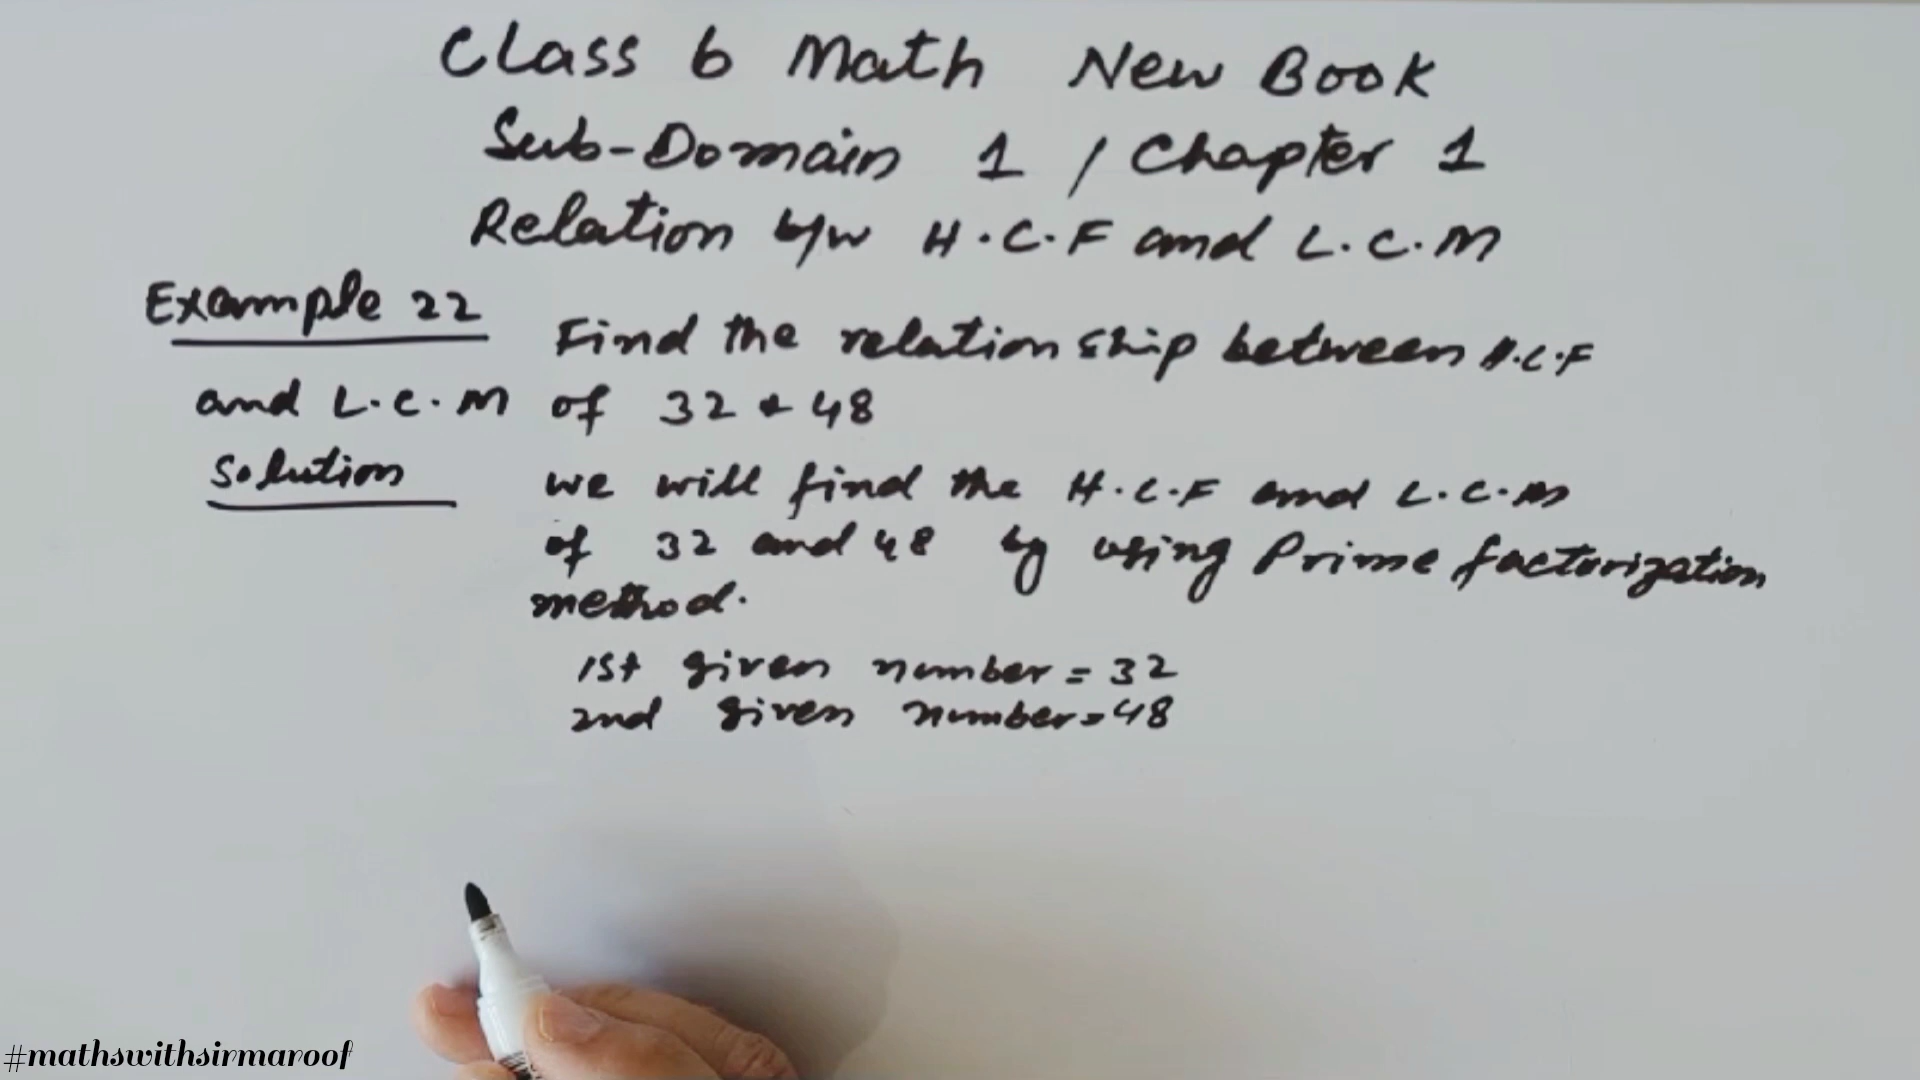 Class 6 Math New Book
Sub-Domain 1 / Chapter 1
Relation b/w H.C.F and L.C.M
Example 22 Find the relationship between H.C.F
and L.C.M of 32 & 48
Solution we will find the H.C.F and L.C.M
of 32 and 48 by using Prime factorization
method.
1st given number = 32
2nd given number = 48
#mathswithsirmaroof